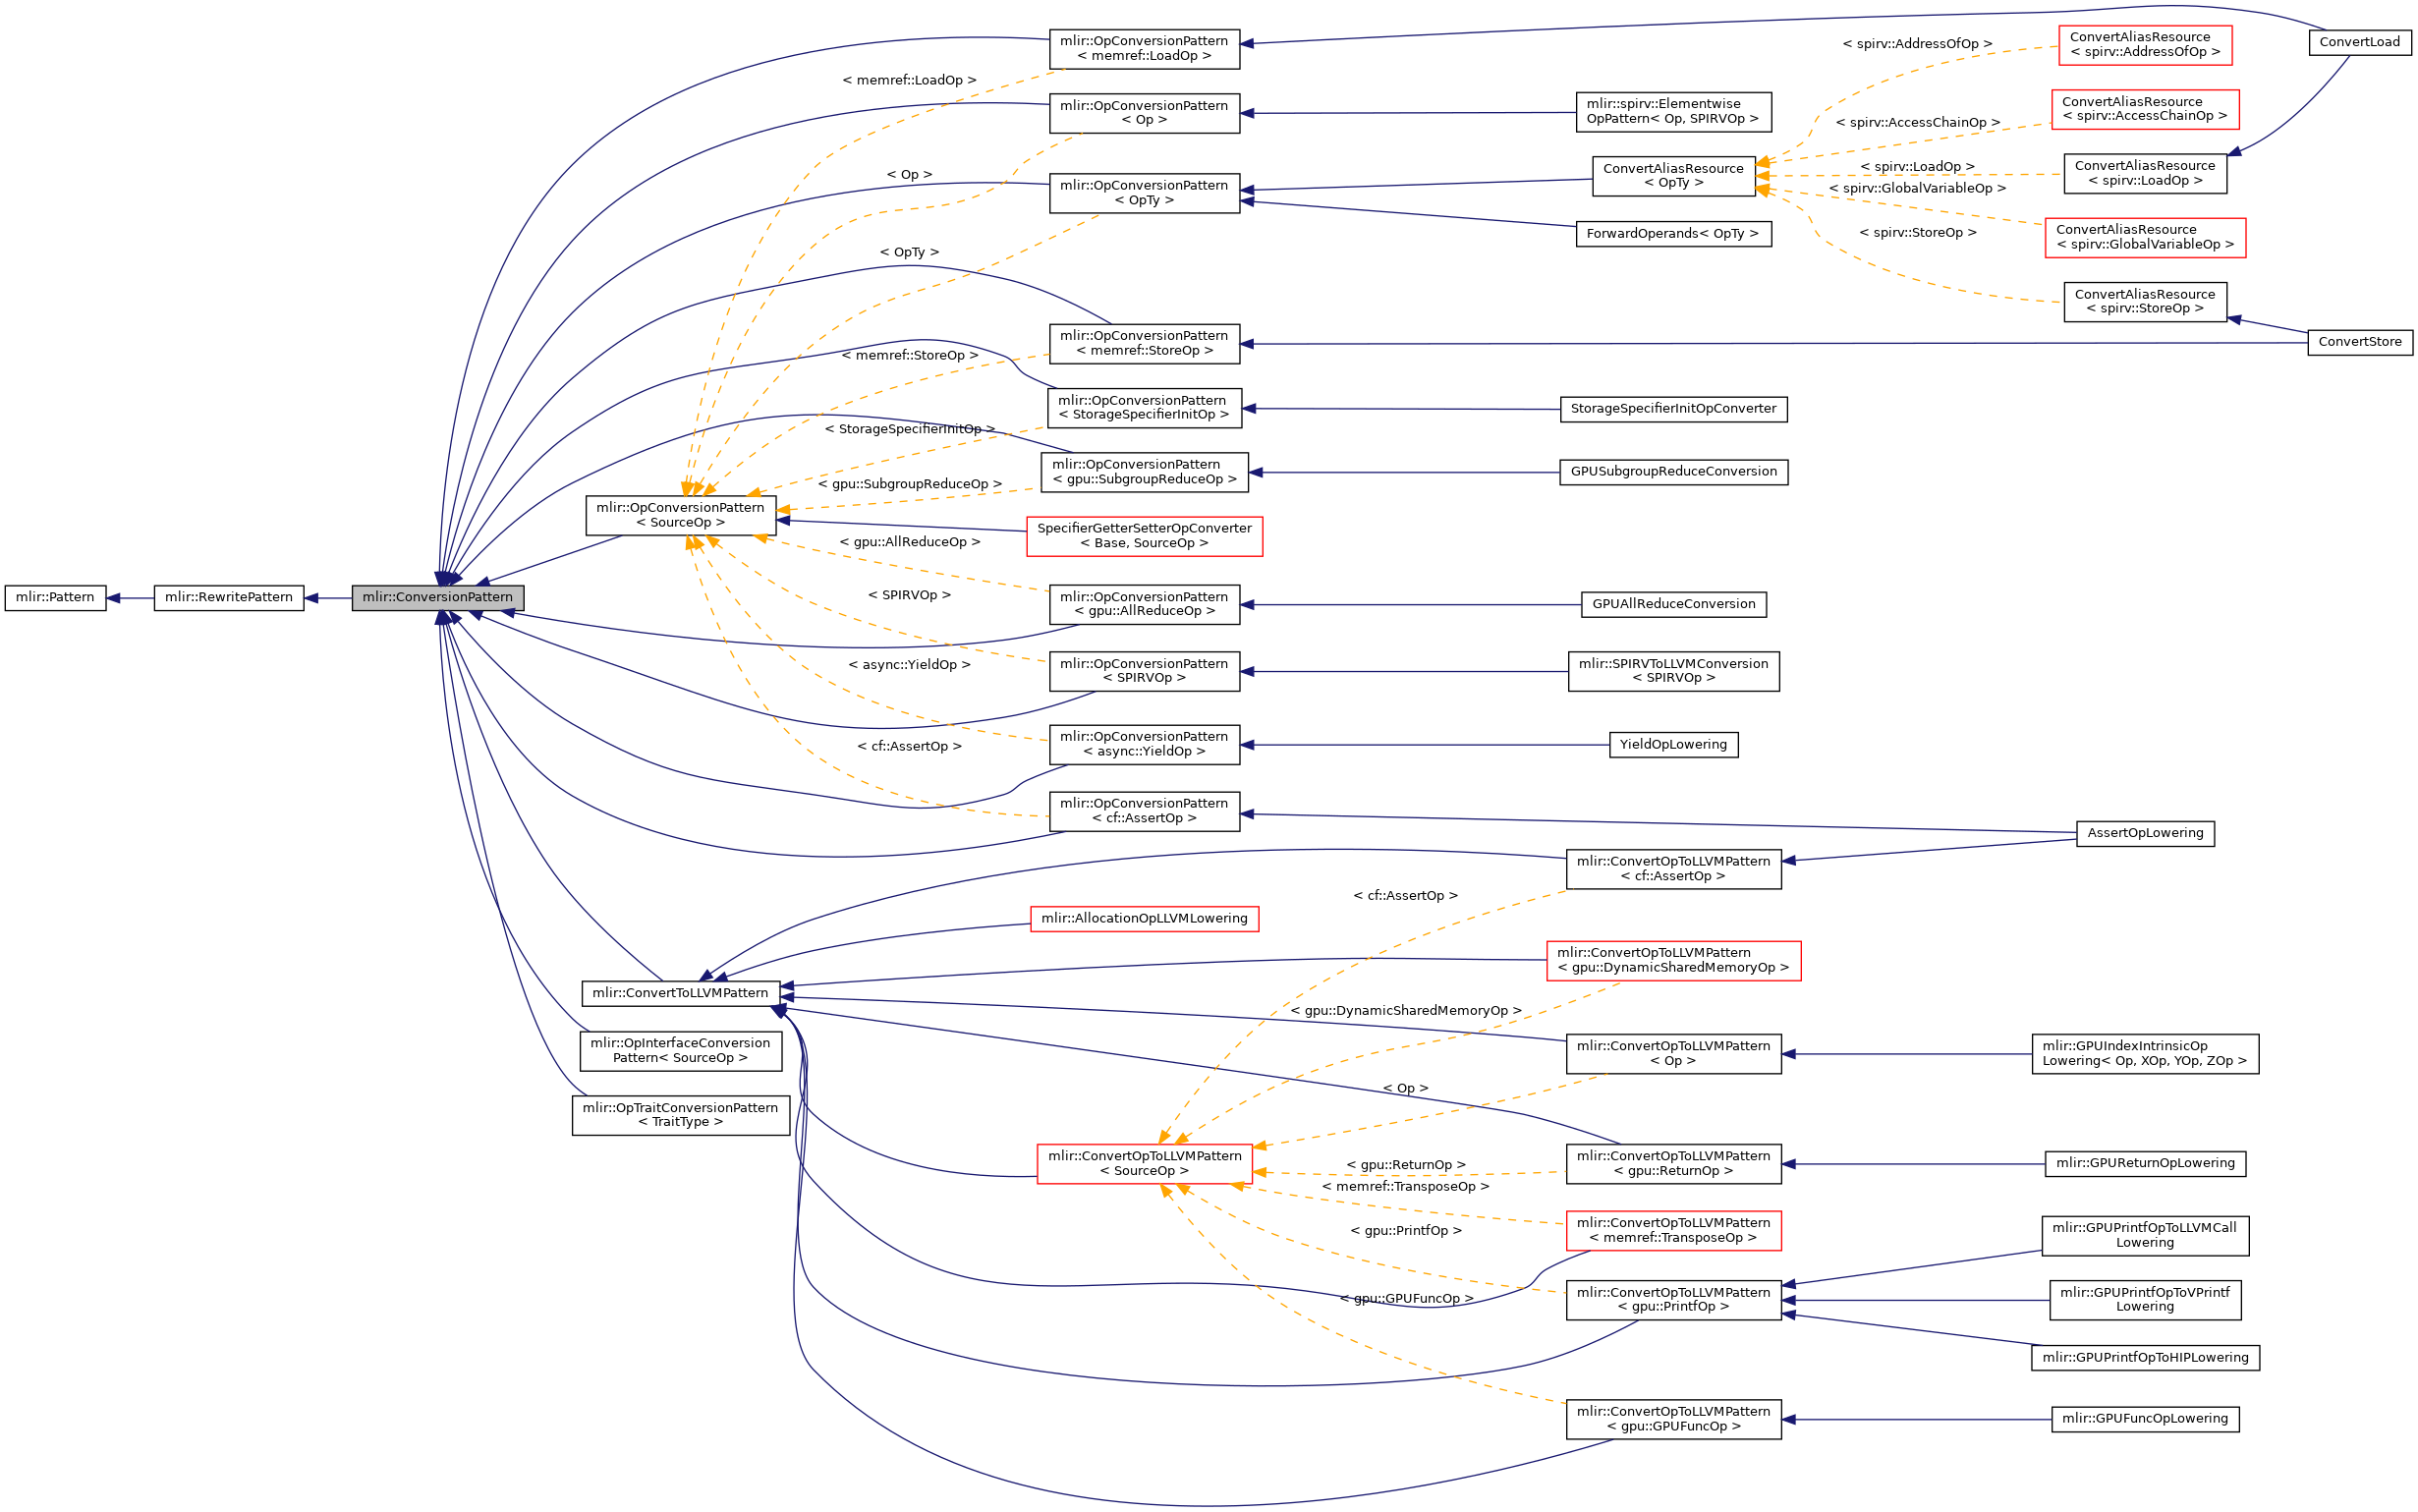 mlir::Pattern
mlir::RewritePattern
mlir::ConversionPattern
mlir::OpConversionPattern
< SourceOp >
mlir::ConvertToLLVMPattern
mlir::OpInterfaceConversion
Pattern< SourceOp >
mlir::OpTraitConversionPattern
< TraitType >
< memref::LoadOp >
< Op >
< OpTy >
< memref::StoreOp >
< StorageSpecifierInitOp >
< gpu::SubgroupReduceOp >
< gpu::AllReduceOp >
< SPIRVOp >
< async::YieldOp >
< cf::AssertOp >
mlir::OpConversionPattern
< memref::LoadOp >
mlir::OpConversionPattern
< Op >
mlir::OpConversionPattern
< OpTy >
mlir::OpConversionPattern
< memref::StoreOp >
mlir::OpConversionPattern
< StorageSpecifierInitOp >
mlir::OpConversionPattern
< gpu::SubgroupReduceOp >
SpecifierGetterSetterOpConverter
< Base, SourceOp >
mlir::OpConversionPattern
< gpu::AllReduceOp >
mlir::OpConversionPattern
< SPIRVOp >
mlir::OpConversionPattern
< async::YieldOp >
mlir::OpConversionPattern
< cf::AssertOp >
mlir::AllocationOpLLVMLowering
mlir::ConvertOpToLLVMPattern
< SourceOp >
< cf::AssertOp >
< gpu::DynamicSharedMemoryOp >
< Op >
< gpu::ReturnOp >
< memref::TransposeOp >
< gpu::PrintfOp >
< gpu::GPUFuncOp >
mlir::spirv::Elementwise
OpPattern< Op, SPIRVOp >
ConvertAliasResource
< OpTy >
ForwardOperands< OpTy >
StorageSpecifierInitOpConverter
GPUSubgroupReduceConversion
GPUAllReduceConversion
mlir::SPIRVToLLVMConversion
< SPIRVOp >
YieldOpLowering
mlir::ConvertOpToLLVMPattern
< cf::AssertOp >
mlir::ConvertOpToLLVMPattern
< gpu::DynamicSharedMemoryOp >
mlir::ConvertOpToLLVMPattern
< Op >
mlir::ConvertOpToLLVMPattern
< gpu::ReturnOp >
mlir::ConvertOpToLLVMPattern
< memref::TransposeOp >
mlir::ConvertOpToLLVMPattern
< gpu::PrintfOp >
mlir::ConvertOpToLLVMPattern
< gpu::GPUFuncOp >
< spirv::AddressOfOp >
< spirv::AccessChainOp >
< spirv::LoadOp >
< spirv::GlobalVariableOp >
< spirv::StoreOp >
ConvertAliasResource
< spirv::AddressOfOp >
ConvertAliasResource
< spirv::AccessChainOp >
ConvertAliasResource
< spirv::LoadOp >
ConvertAliasResource
< spirv::GlobalVariableOp >
ConvertAliasResource
< spirv::StoreOp >
ConvertLoad
ConvertStore
AssertOpLowering
mlir::GPUIndexIntrinsicOp
Lowering< Op, XOp, YOp, ZOp >
mlir::GPUReturnOpLowering
mlir::GPUPrintfOpToLLVMCall
Lowering
mlir::GPUPrintfOpToVPrintf
Lowering
mlir::GPUPrintfOpToHIPLowering
mlir::GPUFuncOpLowering